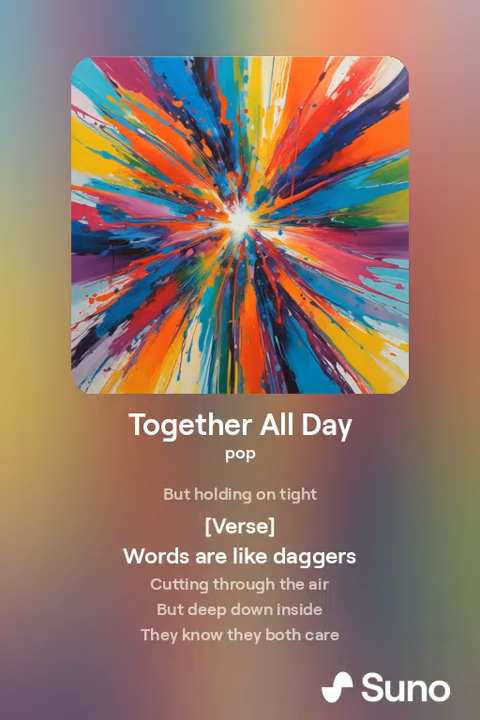 Together All Day
pop
But holding on tight
[Verse]
Words are like daggers
Cutting through the air
But deep down inside
They know they both care
Suno